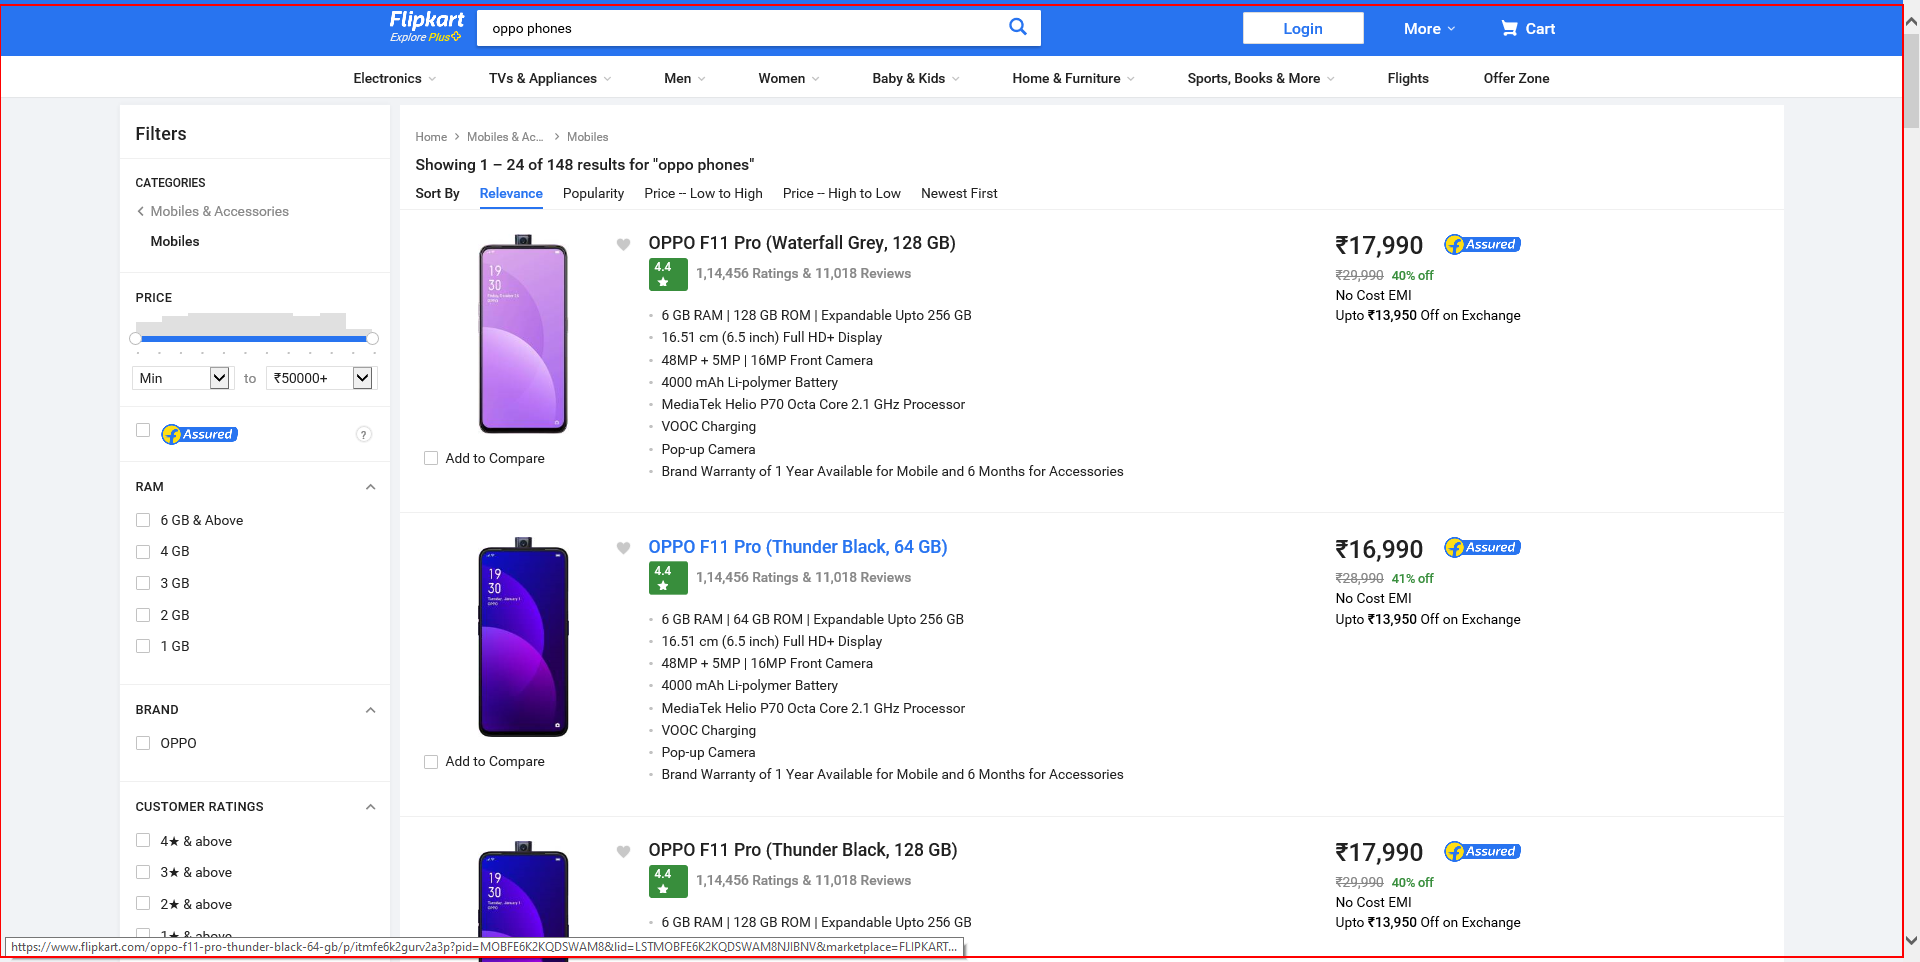 Flipkart
Explore Plus
oppo phones
Login
More
Cart
Electronics
TVs & Appliances
Men
Women
Baby & Kids
Home & Furniture
Sports, Books & More
Flights
Offer Zone
Filters
CATEGORIES
Mobiles & Accessories
Mobiles
PRICE
Min
to
₹50000+
Assured
?
RAM
6 GB & Above
4 GB
3 GB
2 GB
1 GB
BRAND
OPPO
CUSTOMER RATINGS
4★ & above
3★ & above
2★ & above
1★ & above
Home
Mobiles & Ac...
Mobiles
Showing 1 – 24 of 148 results for "oppo phones"
Sort By
Relevance
Popularity
Price -- Low to High
Price -- High to Low
Newest First
19
30
Add to Compare
OPPO F11 Pro (Waterfall Grey, 128 GB)
4.4 ★
1,14,456 Ratings & 11,018 Reviews
6 GB RAM | 128 GB ROM | Expandable Upto 256 GB
16.51 cm (6.5 inch) Full HD+ Display
48MP + 5MP | 16MP Front Camera
4000 mAh Li-polymer Battery
MediaTek Helio P70 Octa Core 2.1 GHz Processor
VOOC Charging
Pop-up Camera
Brand Warranty of 1 Year Available for Mobile and 6 Months for Accessories
₹17,990
Assured
₹29,990 40% off
No Cost EMI
Upto ₹13,950 Off on Exchange
19
30
Add to Compare
OPPO F11 Pro (Thunder Black, 64 GB)
4.4 ★
1,14,456 Ratings & 11,018 Reviews
6 GB RAM | 64 GB ROM | Expandable Upto 256 GB
16.51 cm (6.5 inch) Full HD+ Display
48MP + 5MP | 16MP Front Camera
4000 mAh Li-polymer Battery
MediaTek Helio P70 Octa Core 2.1 GHz Processor
VOOC Charging
Pop-up Camera
Brand Warranty of 1 Year Available for Mobile and 6 Months for Accessories
₹16,990
Assured
₹28,990 41% off
No Cost EMI
Upto ₹13,950 Off on Exchange
19
30
OPPO F11 Pro (Thunder Black, 128 GB)
4.4 ★
1,14,456 Ratings & 11,018 Reviews
6 GB RAM | 128 GB ROM | Expandable Upto 256 GB
₹17,990
Assured
₹29,990 40% off
No Cost EMI
Upto ₹13,950 Off on Exchange
https://www.flipkart.com/oppo-f11-pro-thunder-black-64-gb/p/itmfe6k2gurv2a3p?pid=MOBFE6K2KQDSWAM8&lid=LSTMOBFE6K2KQDSWAM8NJIBNV&marketplace=FLIPKART...